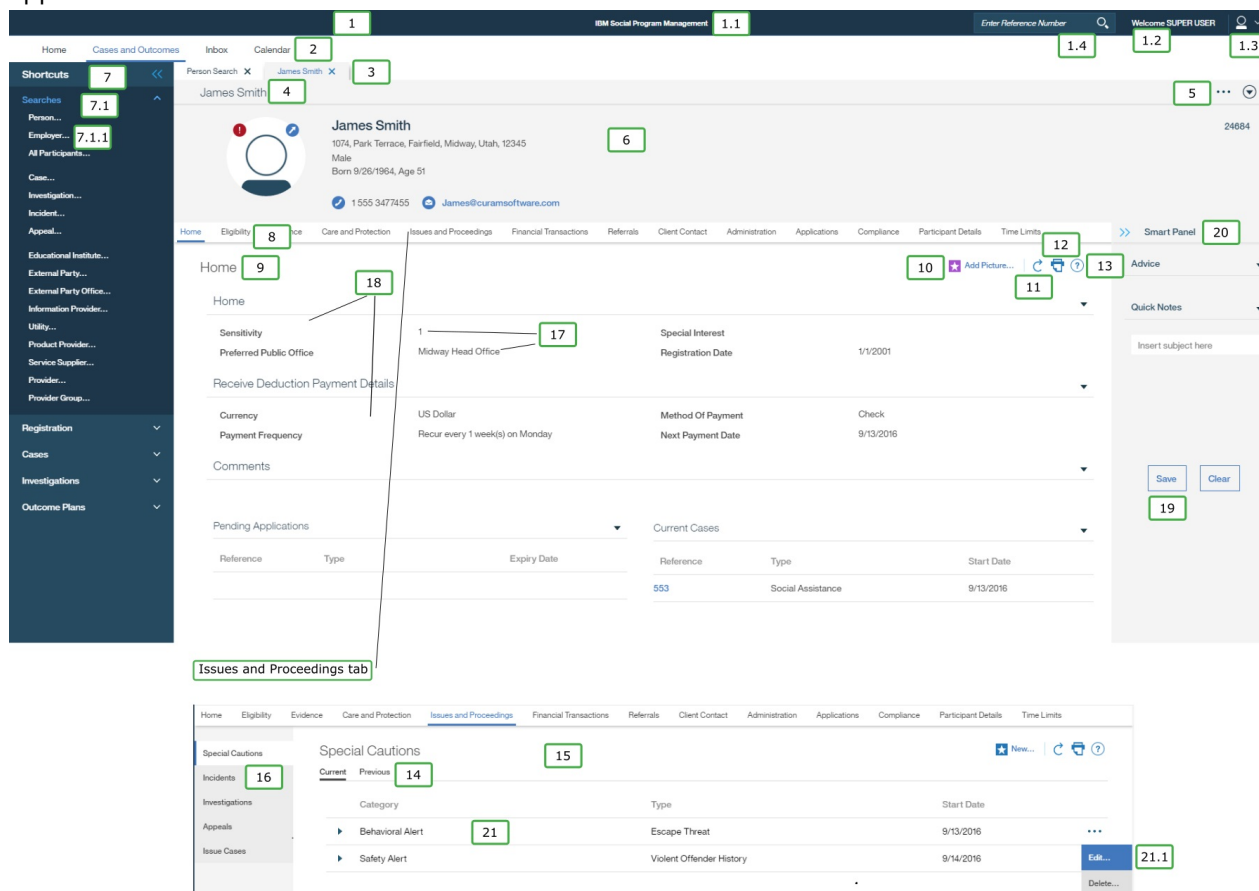 1 IBM Social Program Management 1.1 Enter Reference Number 1.4 Welcome SUPER USER 1.2 1.3
Home Cases and Outcomes Inbox Calendar 2
Shortcuts 7 Person Search X James Smith X 3
James Smith 4 5 ...
Searches 7.1
Person...
Employer... 7.1.1
All Participants...
Case...
Investigation...
Incident...
Appeal...
Educational Institute...
External Party...
External Party Office...
Information Provider...
Utility...
Product Provider...
Service Supplier...
Provider...
Provider Group...
Registration
Cases
Investigations
Outcome Plans
James Smith 6 24684
1074, Park Terrace, Fairfield, Midway, Utah, 12345
Male
Born 9/26/1964, Age 51
1 555 3477455 James@curamsoftware.com
Home Eligibility 8 Care and Protection Issues and Proceedings Financial Transactions Referrals Client Contact Administration Applications Compliance Participant Details Time Limits
12
Home 9 10 Add Picture... ? 13
18 11
Home
Sensitivity 1 17 Special Interest
Preferred Public Office Midway Head Office Registration Date 1/1/2001
Receive Deduction Payment Details
Currency US Dollar Method Of Payment Check
Payment Frequency Recur every 1 week(s) on Monday Next Payment Date 9/13/2016
Comments
Pending Applications Current Cases
Reference Type Expiry Date Reference Type Start Date
553 Social Assistance 9/13/2016
Smart Panel 20
Advice
Quick Notes
Insert subject here
Save Clear
19
Issues and Proceedings tab
Home Eligibility Evidence Care and Protection Issues and Proceedings Financial Transactions Referrals Client Contact Administration Applications Compliance Participant Details Time Limits
Special Cautions
Incidents 16
Investigations
Appeals
Issue Cases
Special Cautions 15 New... ?
Current Previous 14
Category Type Start Date
Behavioral Alert 21 Escape Threat 9/13/2016 ...
Safety Alert Violent Offender History 9/14/2016 Edit... 21.1
Delete...